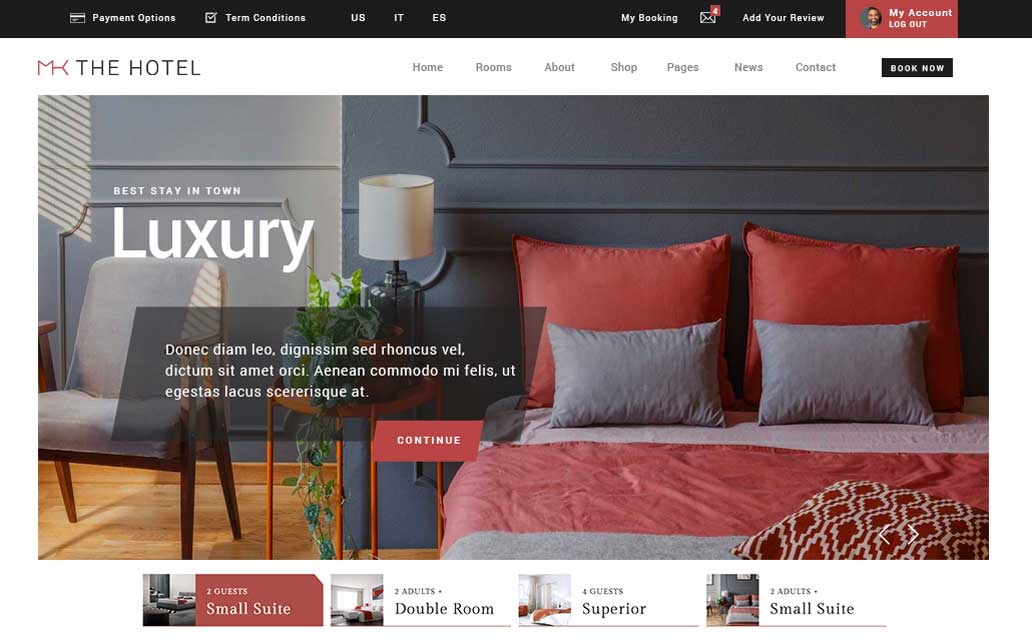 Payment Options
Term Conditions
US
IT
ES
My Booking
4
Add Your Review
My Account
LOG OUT
THE HOTEL
Home
Rooms
About
Shop
Pages
News
Contact
BOOK NOW
BEST STAY IN TOWN
Luxury
Donec diam leo, dignissim sed rhoncus vel,
dictum sit amet orci. Aenean commodo mi felis, ut
egestas lacus scererisque at.
CONTINUE
2 GUESTS
Small Suite
2 ADULTS +
Double Room
4 GUESTS
Superior
2 ADULTS +
Small Suite